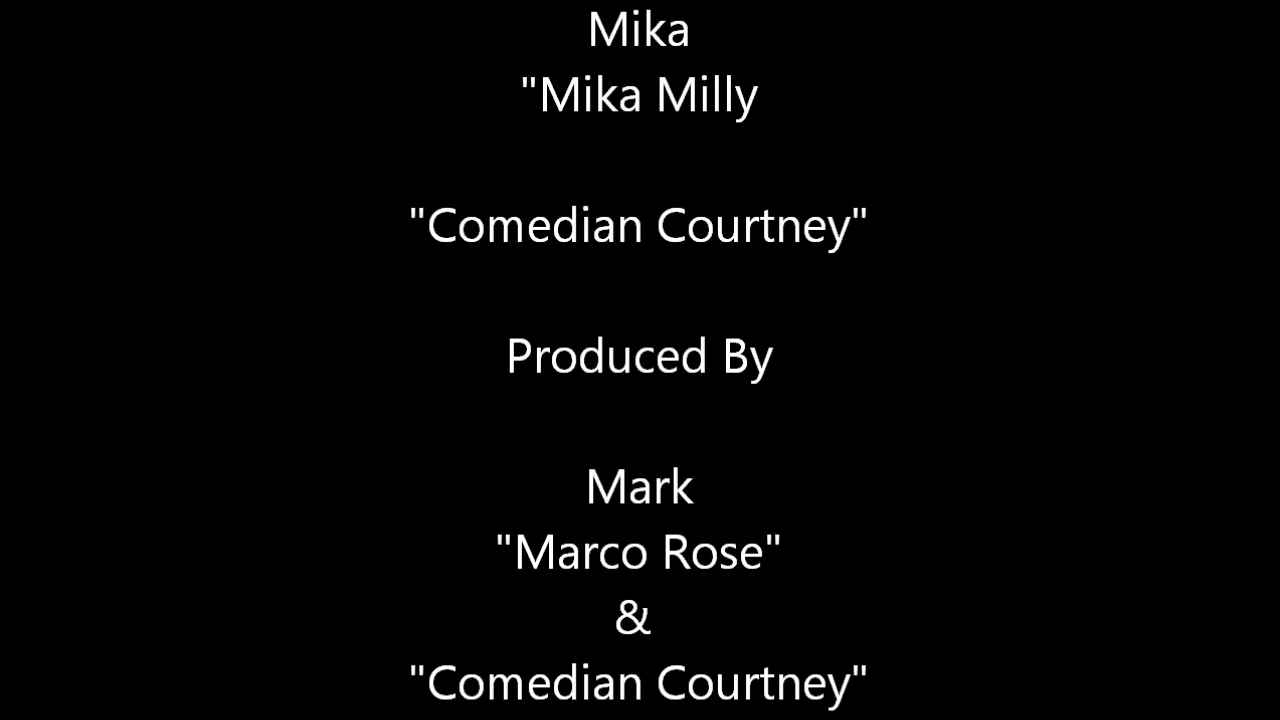 Mika
"Mika Milly
"Comedian Courtney"
Produced By
Mark
"Marco Rose"
&
"Comedian Courtney"